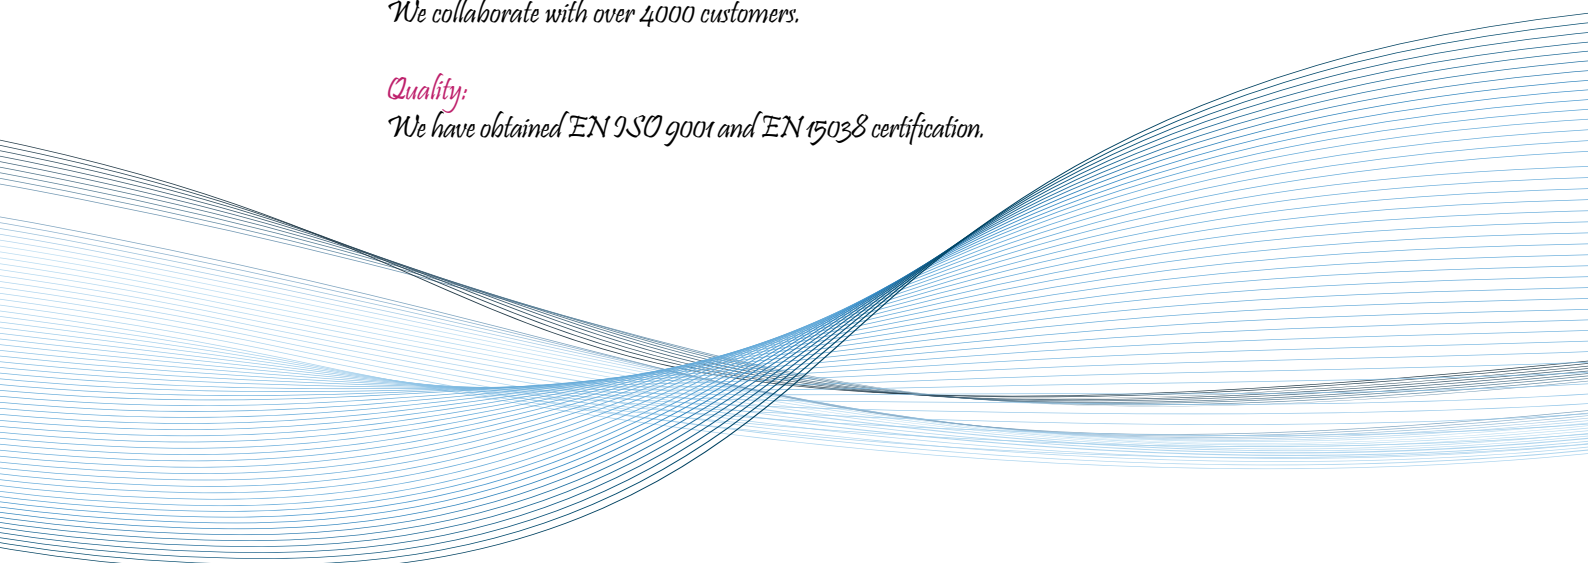 We collaborate with over 4000 customers.
Quality:
We have obtained EN ISO 9001 and EN 15038 certification.